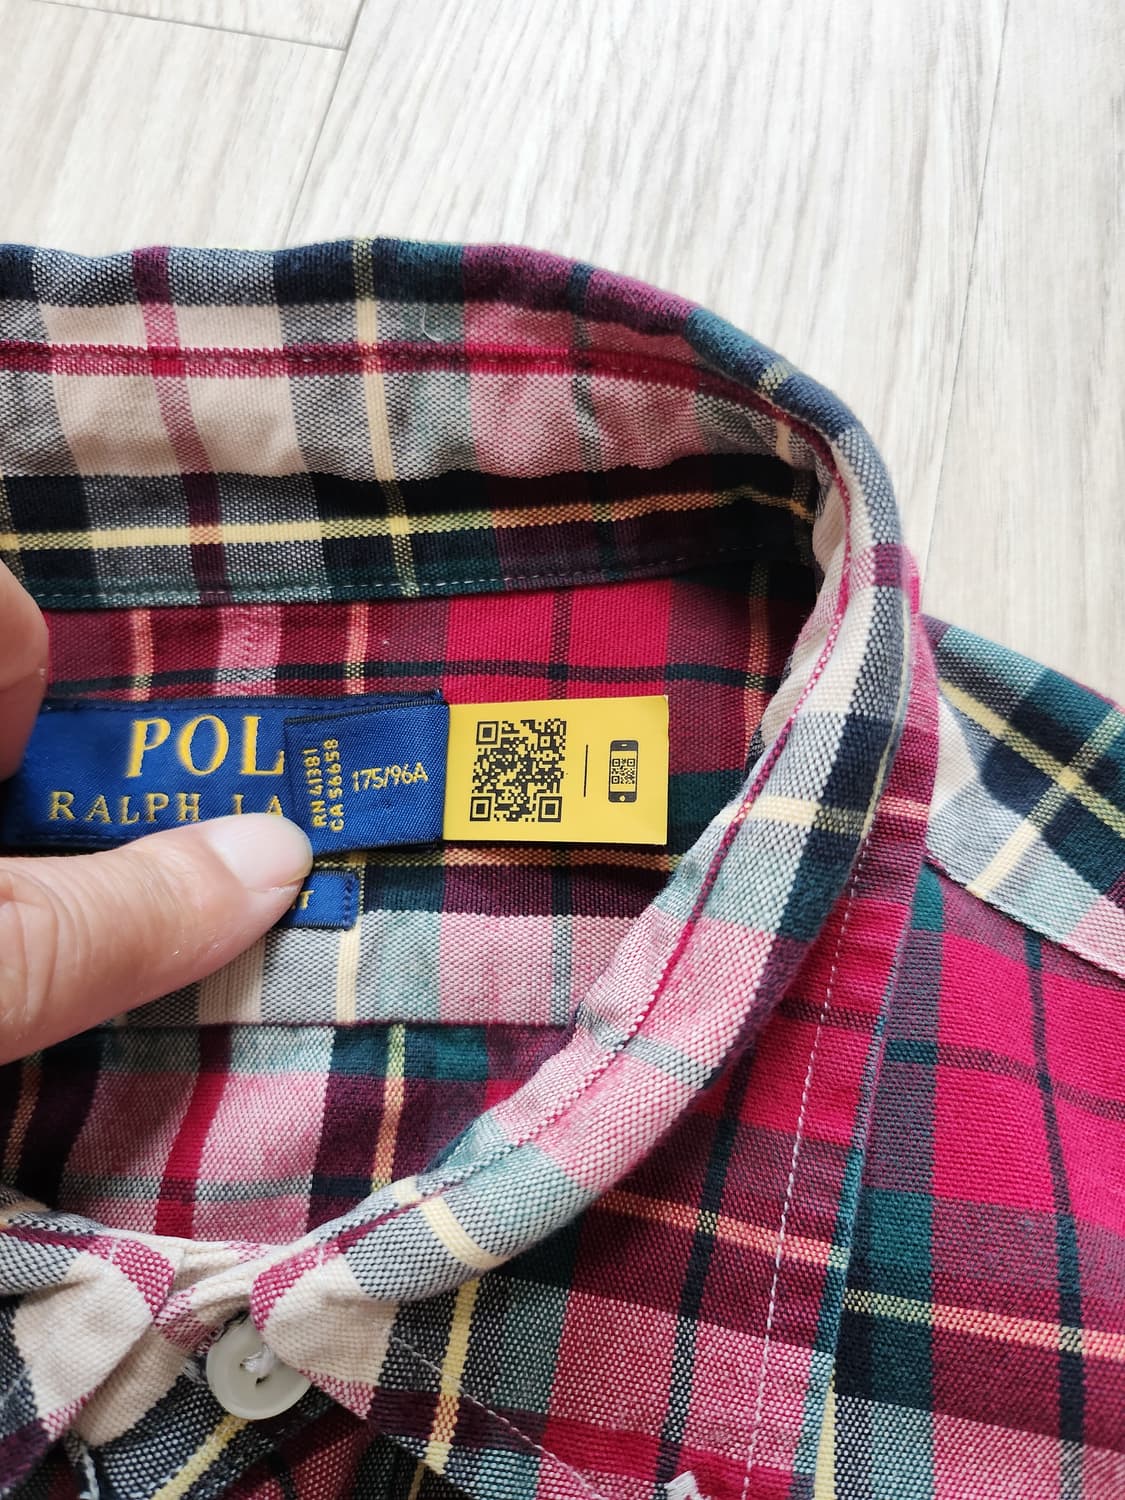 POL
RALPH LA
RN 41381
CA 56658
175/96A
T